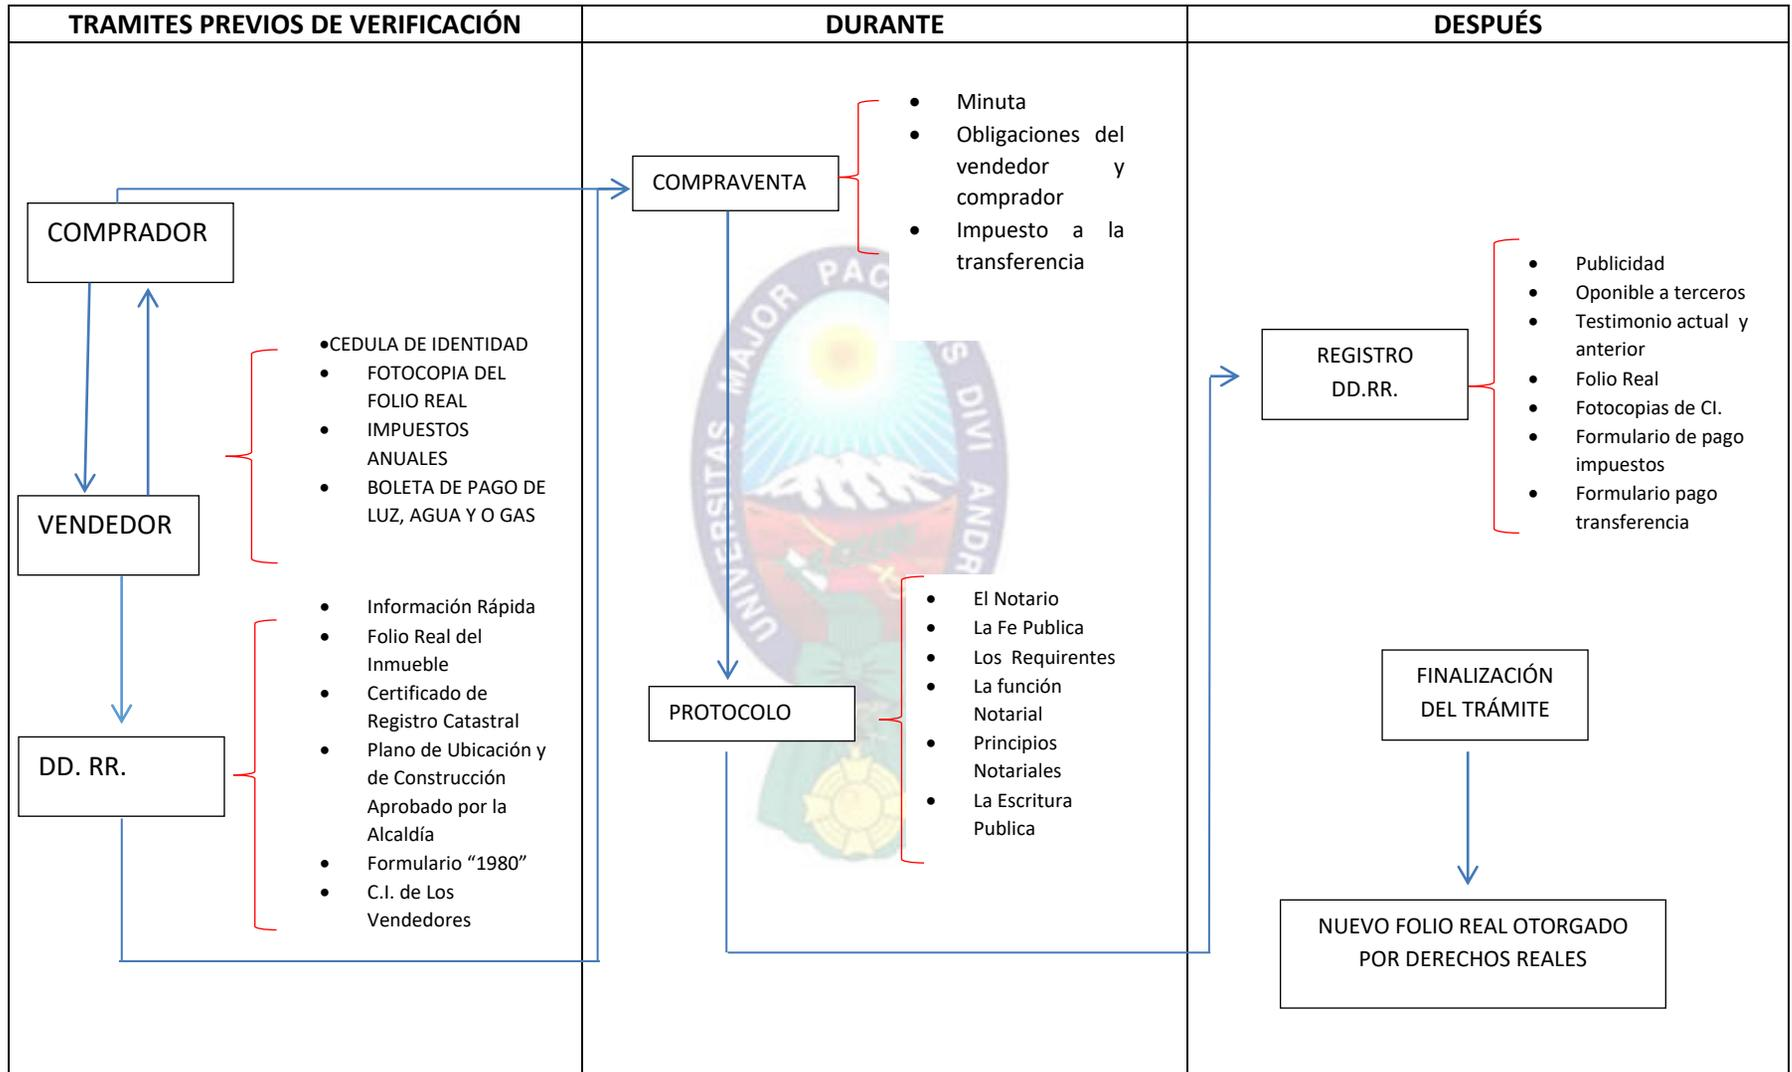 TRAMITES PREVIOS DE VERIFICACIÓN
DURANTE
DESPUÉS
COMPRADOR
VENDEDOR
•CEDULA DE IDENTIDAD
• FOTOCOPIA DEL
FOLIO REAL
• IMPUESTOS
ANUALES
• BOLETA DE PAGO DE
LUZ, AGUA Y O GAS
DD. RR.
• Información Rápida
• Folio Real del
Inmueble
• Certificado de
Registro Catastral
• Plano de Ubicación y
de Construcción
Aprobado por la
Alcaldía
• Formulario “1980”
• C.I. de Los
Vendedores
COMPRAVENTA
• Minuta
• Obligaciones del
vendedor y
comprador
• Impuesto a la
transferencia
UNIVERSITAS MAJOR PAC S DIVI ANDR
PROTOCOLO
• El Notario
• La Fe Publica
• Los Requirentes
• La función
Notarial
• Principios
Notariales
• La Escritura
Publica
REGISTRO
DD.RR.
• Publicidad
• Oponible a terceros
• Testimonio actual y
anterior
• Folio Real
• Fotocopias de CI.
• Formulario de pago
impuestos
• Formulario pago
transferencia
FINALIZACIÓN
DEL TRÁMITE
NUEVO FOLIO REAL OTORGADO
POR DERECHOS REALES